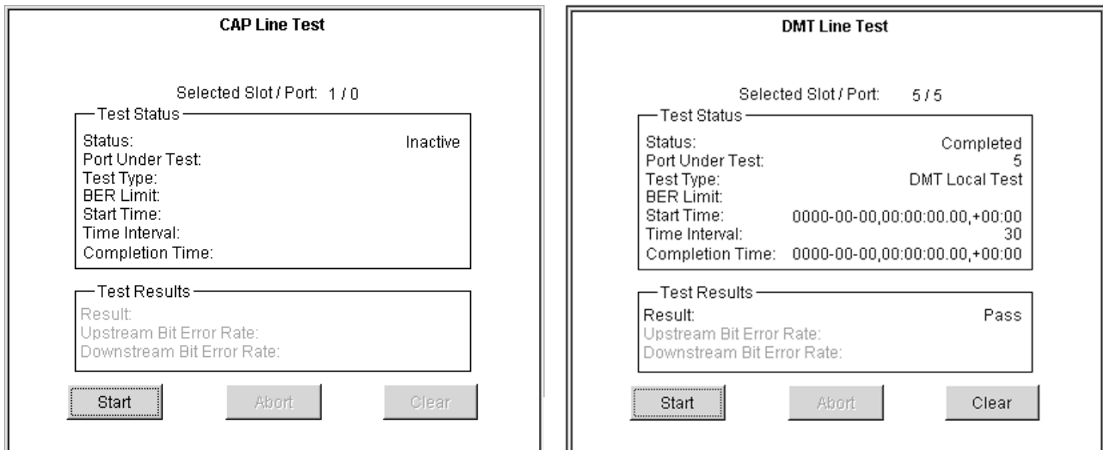 CAP Line Test
Selected Slot / Port: 1 / 0
Test Status
Status: Inactive
Port Under Test:
Test Type:
BER Limit:
Start Time:
Time Interval:
Completion Time:
Test Results
Result:
Upstream Bit Error Rate:
Downstream Bit Error Rate:
Start Abort Clear
DMT Line Test
Selected Slot / Port: 5 / 5
Test Status
Status: Completed
Port Under Test: 5
Test Type: DMT Local Test
BER Limit:
Start Time: 0000-00-00,00:00:00.00,+00:00
Time Interval: 30
Completion Time: 0000-00-00,00:00:00.00,+00:00
Test Results
Result: Pass
Upstream Bit Error Rate:
Downstream Bit Error Rate:
Start Abort Clear